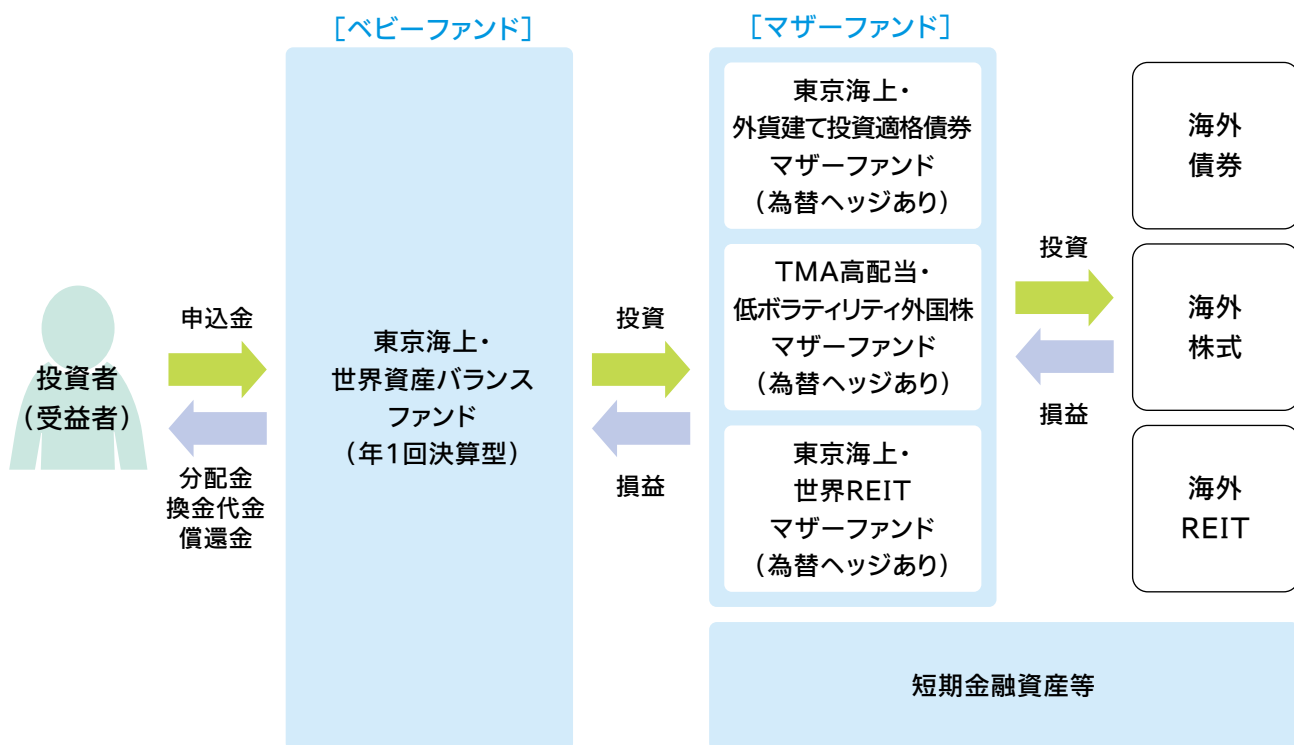 ［ベビーファンド］
［マザーファンド］
投資者
（受益者）
申込金
分配金
換金代金
償還金
東京海上・
世界資産バランス
ファンド
（年1回決算型）
投資
損益
東京海上・
外貨建て投資適格債券
マザーファンド
（為替ヘッジあり）
TMA高配当・
低ボラティリティ外国株
マザーファンド
（為替ヘッジあり）
東京海上・
世界REIT
マザーファンド
（為替ヘッジあり）
投資
損益
海外
債券
海外
株式
海外
REIT
短期金融資産等